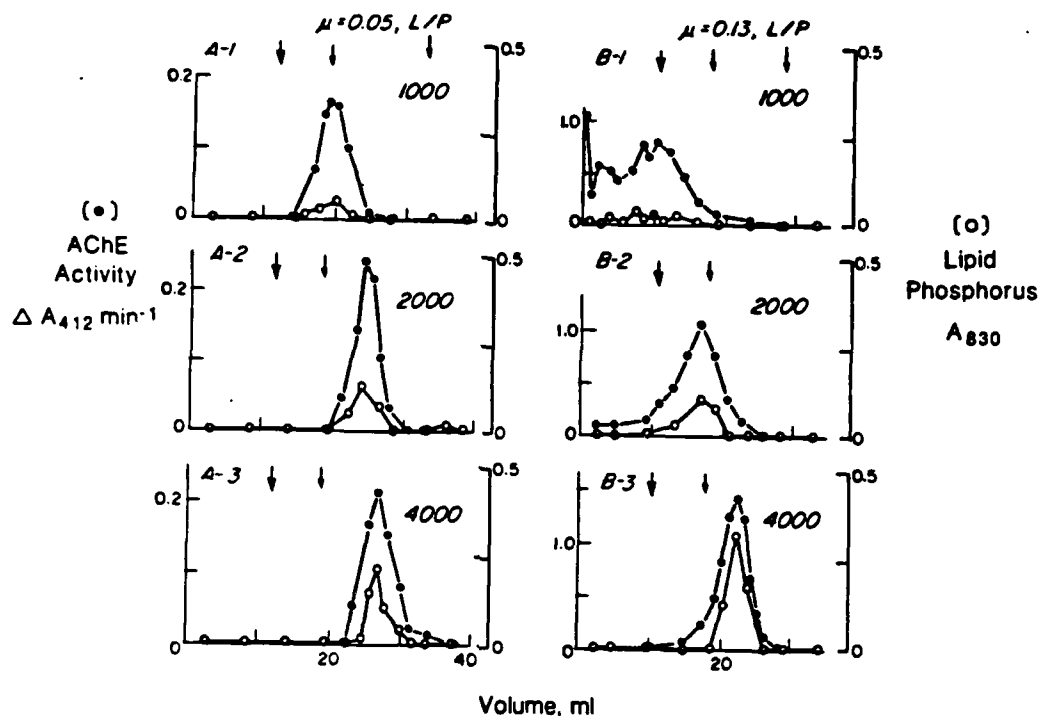 μ=0.05, L/P
μ=0.13, L/P
A-1
1000
0.5
0.2
0
0
B-1
1000
0.5
1.0
0
0
(●)
AChE
Activity
Δ A412 min-1
A-2
2000
0.5
0.2
0
0
B-2
2000
0.5
1.0
0
0
(o)
Lipid
Phosphorus
A830
A-3
4000
0.5
0.2
0
0
20
40
B-3
4000
0.5
1.0
0
0
20
Volume, ml